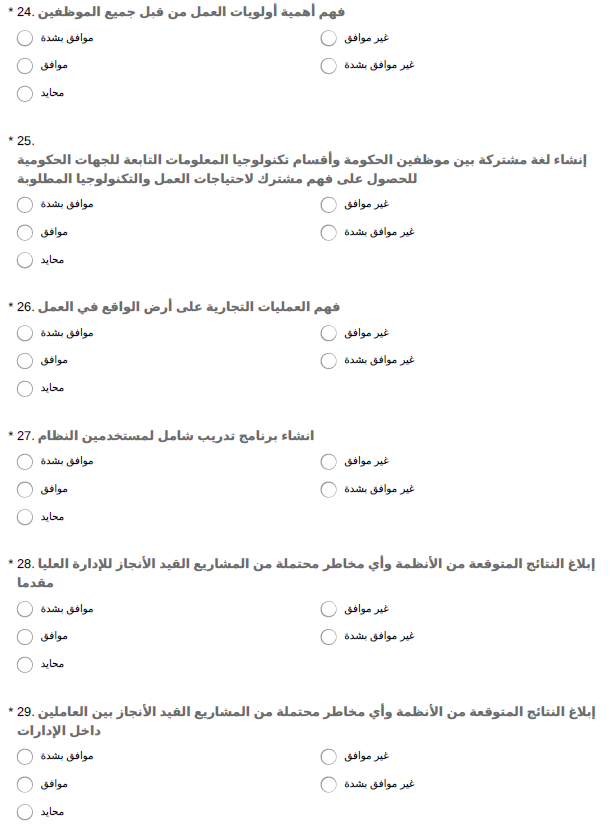 * 24. فهم أهمية أولويات العمل من قبل جميع الموظفين
موافق بشدة
غير موافق
موافق
غير موافق بشدة
محايد
* 25.
إنشاء لغة مشتركة بين موظفين الحكومة وأقسام تكنولوجيا المعلومات التابعة للجهات الحكومية
للحصول على فهم مشترك لاحتياجات العمل والتكنولوجيا المطلوبة
موافق بشدة
غير موافق
موافق
غير موافق بشدة
محايد
* 26. فهم العمليات التجارية على أرض الواقع في العمل
موافق بشدة
غير موافق
موافق
غير موافق بشدة
محايد
* 27. انشاء برنامج تدريب شامل لمستخدمين النظام
موافق بشدة
غير موافق
موافق
غير موافق بشدة
محايد
* 28. إبلاغ النتائج المتوقعة من الأنظمة وأي مخاطر محتملة من المشاريع القيد الأنجاز للإدارة العليا
مقدما
موافق بشدة
غير موافق
موافق
غير موافق بشدة
محايد
* 29. إبلاغ النتائج المتوقعة من الأنظمة وأي مخاطر محتملة من المشاريع القيد الأنجاز بين العاملين
داخل الإدارات
موافق بشدة
غير موافق
موافق
غير موافق بشدة
محايد